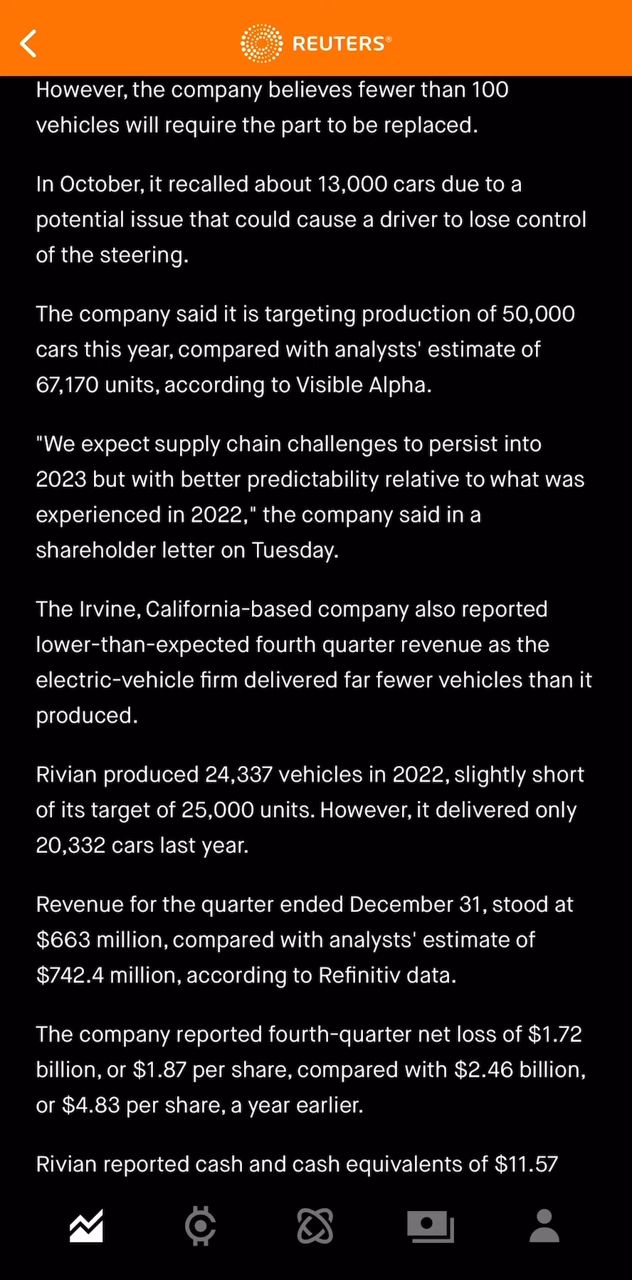 REUTERS®
However, the company believes fewer than 100
vehicles will require the part to be replaced.
In October, it recalled about 13,000 cars due to a
potential issue that could cause a driver to lose control
of the steering.
The company said it is targeting production of 50,000
cars this year, compared with analysts' estimate of
67,170 units, according to Visible Alpha.
"We expect supply chain challenges to persist into
2023 but with better predictability relative to what was
experienced in 2022," the company said in a
shareholder letter on Tuesday.
The Irvine, California-based company also reported
lower-than-expected fourth quarter revenue as the
electric-vehicle firm delivered far fewer vehicles than it
produced.
Rivian produced 24,337 vehicles in 2022, slightly short
of its target of 25,000 units. However, it delivered only
20,332 cars last year.
Revenue for the quarter ended December 31, stood at
$663 million, compared with analysts' estimate of
$742.4 million, according to Refinitiv data.
The company reported fourth-quarter net loss of $1.72
billion, or $1.87 per share, compared with $2.46 billion,
or $4.83 per share, a year earlier.
Rivian reported cash and cash equivalents of $11.57